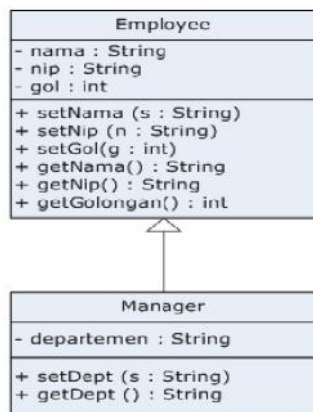 Employee
- nama : String
- nip : String
- gol : int
+ setNama (s : String)
+ setNip (n : String)
+ setGol(g : int)
+ getNama() : String
+ getNip() : String
+ getGolongan() : int
Manager
- departemen : String
+ setDept (s : String)
+ getDept () : String